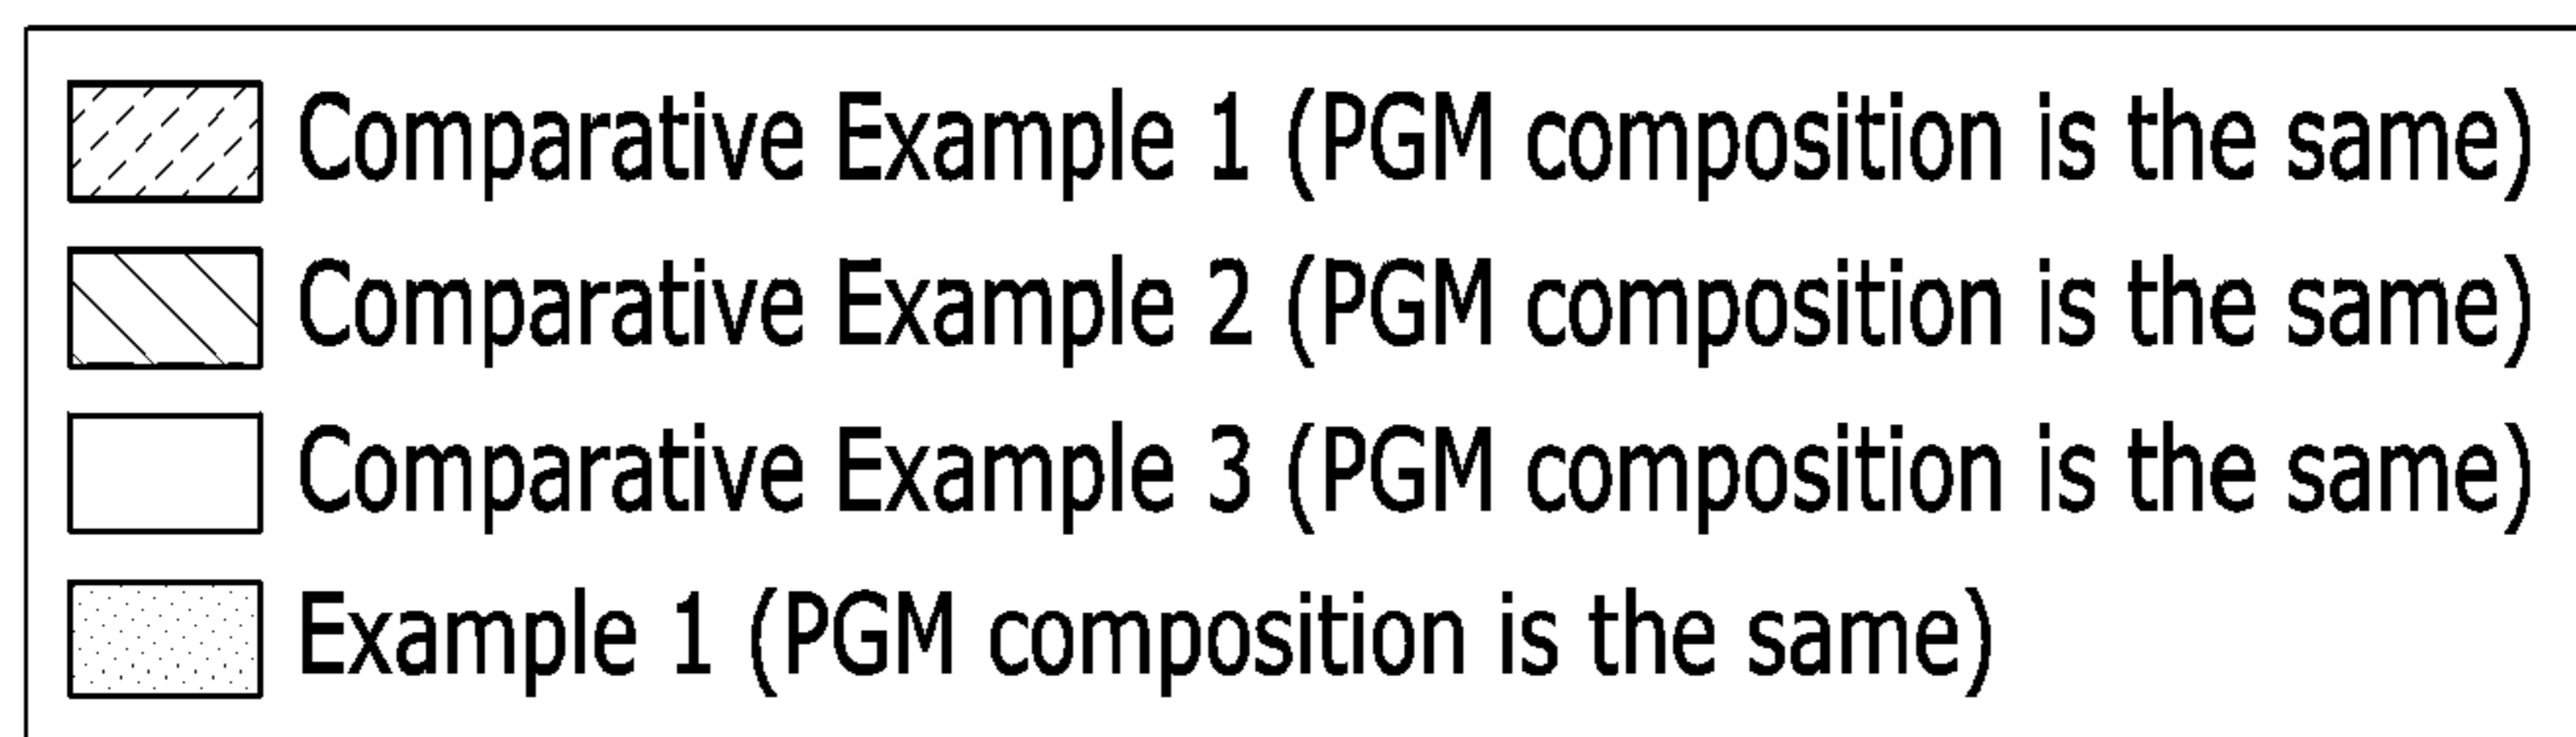 Comparative Example 1 (PGM composition is the same)
Comparative Example 2 (PGM composition is the same)
Comparative Example 3 (PGM composition is the same)
Example 1 (PGM composition is the same)